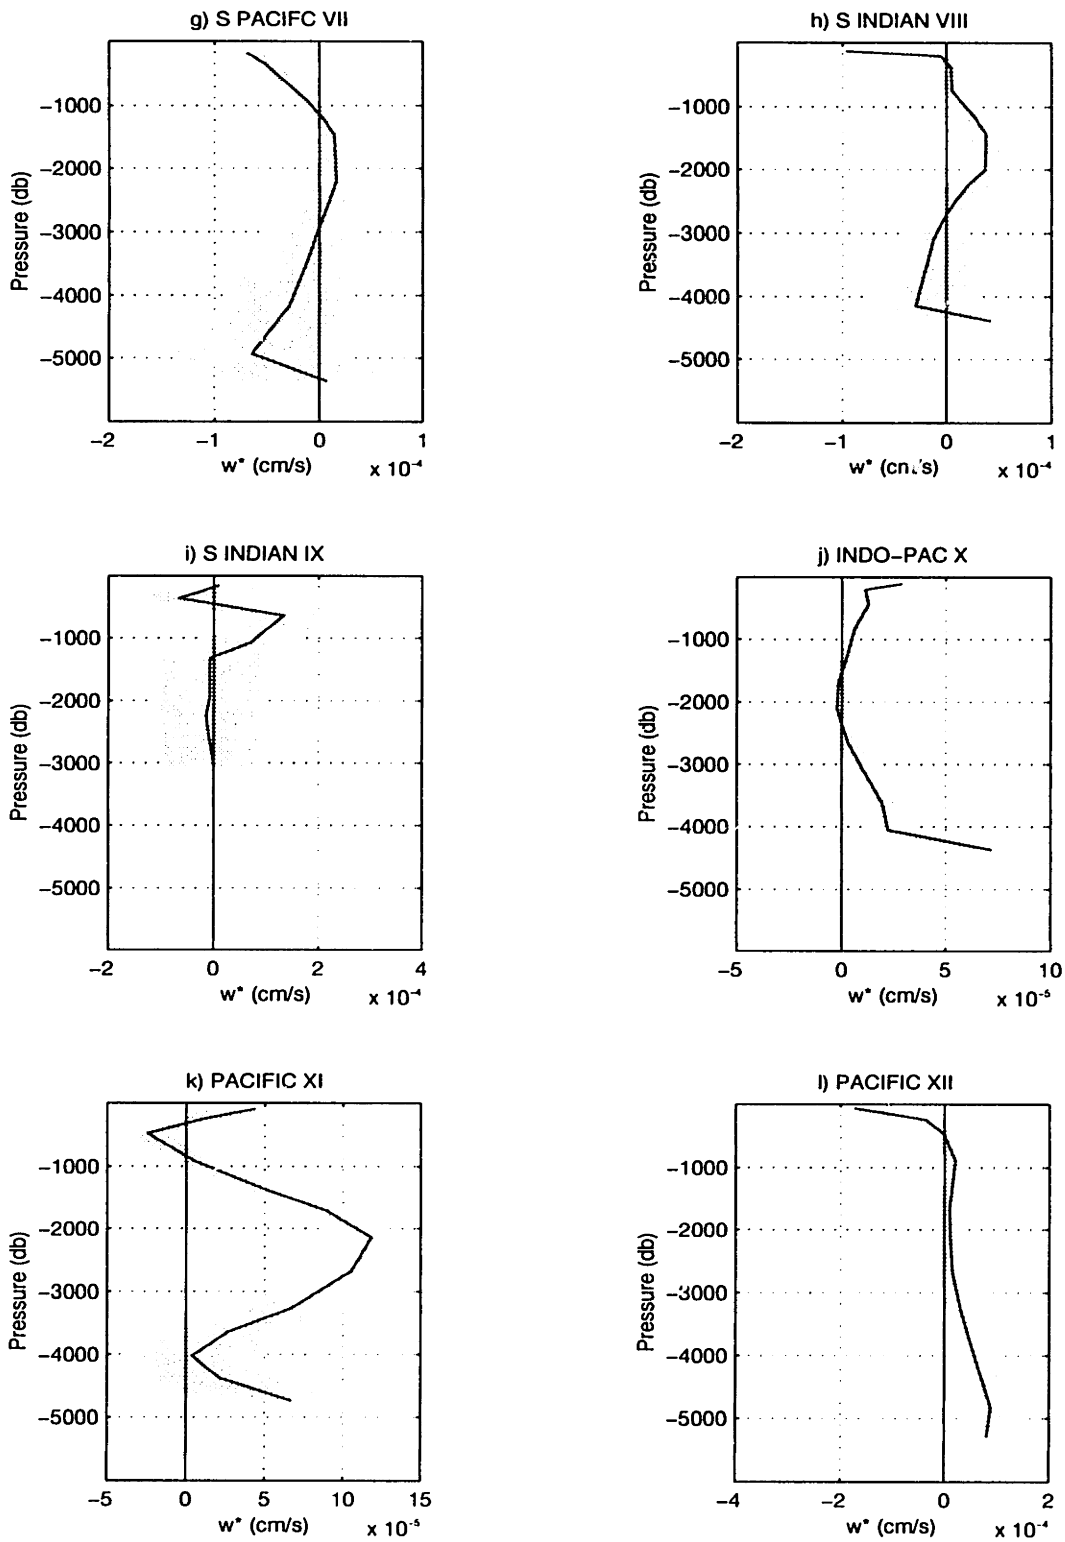 g) S PACIFC VII
−1000
−2000
−3000
−4000
−5000
Pressure (db)
−2 −1 0 1
w* (cm/s) x 10⁻⁴
h) S INDIAN VIII
−1000
−2000
−3000
−4000
−5000
Pressure (db)
−2 −1 0 1
w* (cm/s) x 10⁻⁴
i) S INDIAN IX
−1000
−2000
−3000
−4000
−5000
Pressure (db)
−2 0 2 4
w* (cm/s) x 10⁻⁴
j) INDO−PAC X
−1000
−2000
−3000
−4000
−5000
Pressure (db)
−5 0 5 10
w* (cm/s) x 10⁻⁵
k) PACIFIC XI
−1000
−2000
−3000
−4000
−5000
Pressure (db)
−5 0 5 10 15
w* (cm/s) x 10⁻⁵
l) PACIFIC XII
−1000
−2000
−3000
−4000
−5000
Pressure (db)
−4 −2 0 2
w* (cm/s) x 10⁻⁴